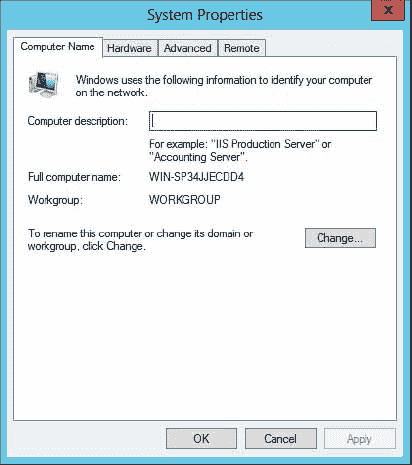 System Properties
Computer Name Hardware Advanced Remote
Windows uses the following information to identify your computer
on the network.
Computer description:
For example: "IIS Production Server" or
"Accounting Server".
Full computer name: WIN-SP34JJECDD4
Workgroup: WORKGROUP
To rename this computer or change its domain or
workgroup, click Change.
Change...
OK Cancel Apply